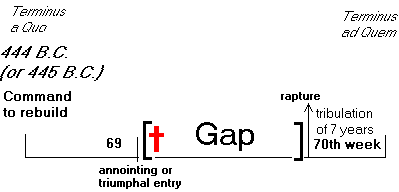 Terminus
a Quo
Terminus
ad Quem
444 B.C.
(or 445 B.C.)
Command
to rebuild
69
Gap
rapture
tribulation
of 7 years
70th week
annointing or
triumphal entry